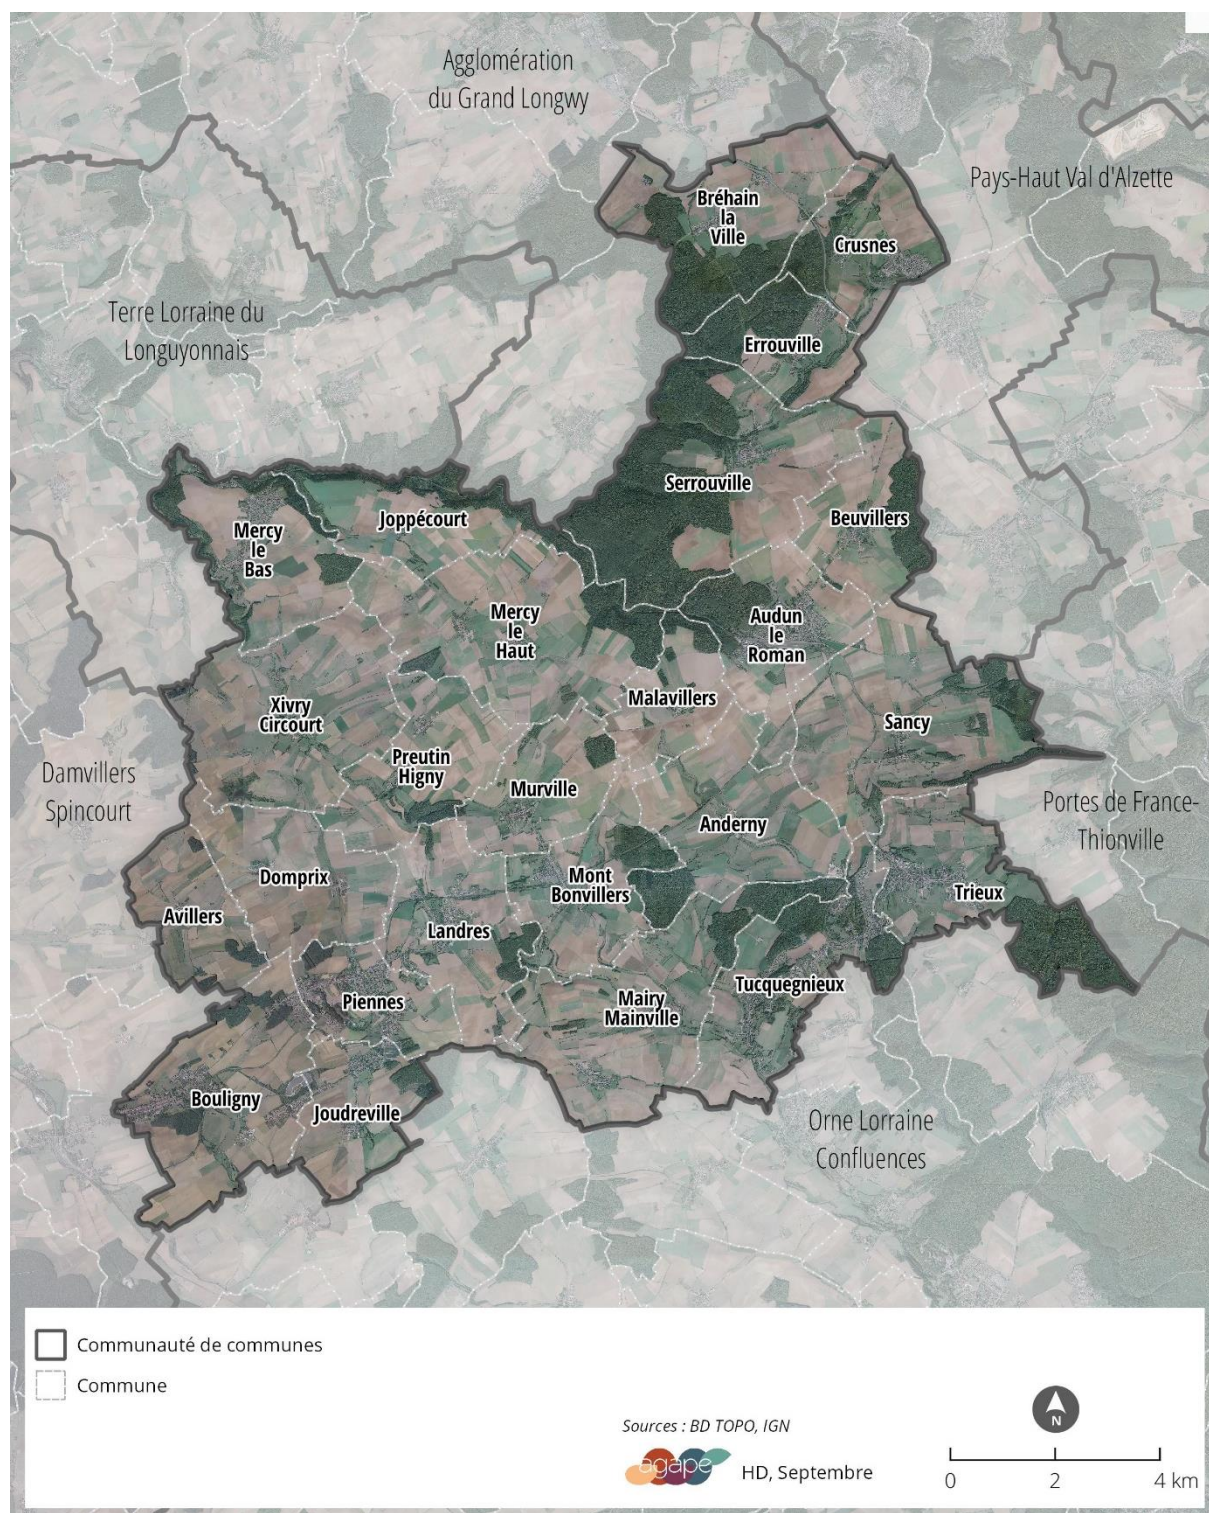 Agglomération
du Grand Longwy
Pays-Haut Val d'Alzette
Bréhain
la
Ville
Crusnes
Terre Lorraine du
Longuyonnais
Errouville
Serrouville
Beuvillers
Joppécourt
Mercy
le
Bas
Mercy
le
Haut
Audun
le
Roman
Malavillers
Xivry
Circourt
Sancy
Preutin
Higny
Murville
Damvillers
Spincourt
Portes de France-
Thionville
Anderny
Domprix
Mont
Bonvillers
Trieux
Avillers
Landres
Tucquegnieux
Piennes
Mairy
Mainville
Bouligny
Joudreville
Orne Lorraine
Confluences
Communauté de communes
Commune
Sources : BD TOPO, IGN
agape
HD, Septembre
N
0 2 4 km